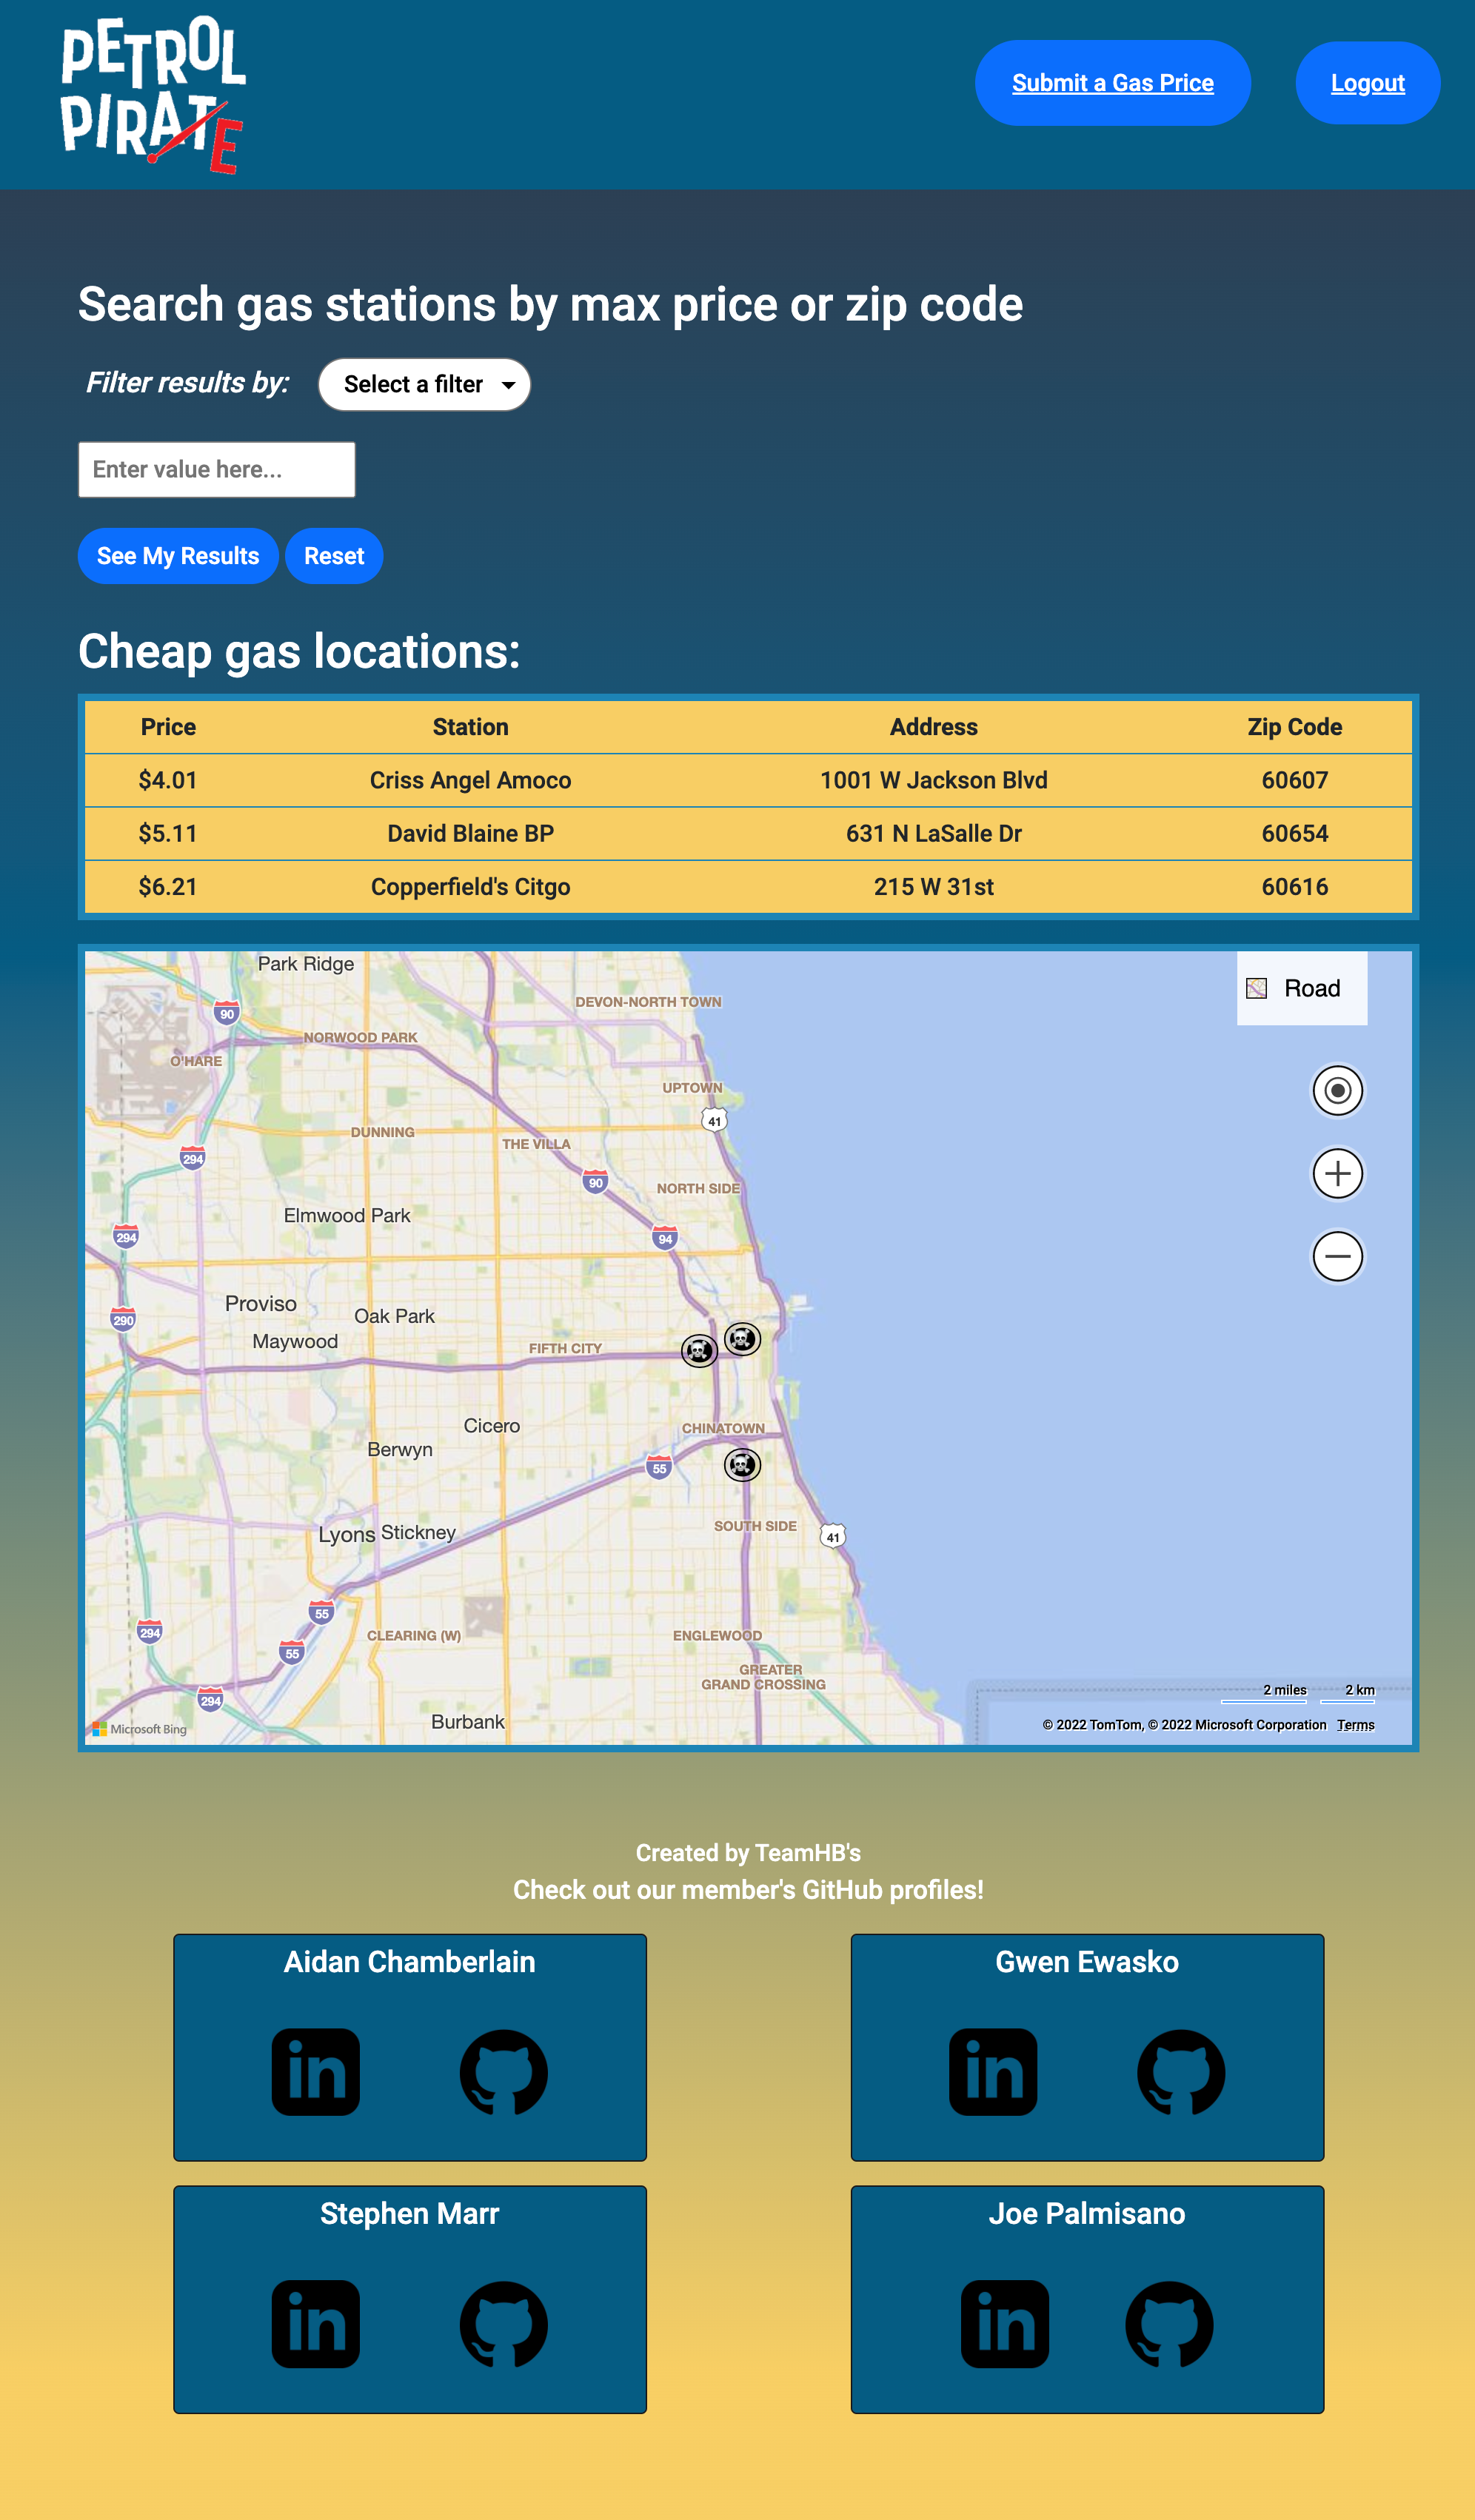 PETROL
PIRATE
Submit a Gas Price
Logout
Search gas stations by max price or zip code
Filter results by:
Select a filter
Enter value here...
See My Results
Reset
Cheap gas locations:
Price Station Address Zip Code
$4.01 Criss Angel Amoco 1001 W Jackson Blvd 60607
$5.11 David Blaine BP 631 N LaSalle Dr 60654
$6.21 Copperfield's Citgo 215 W 31st 60616
Park Ridge
Road
DEVON-NORTH TOWN
90
NORWOOD PARK
O'HARE
UPTOWN
41
DUNNING
THE VILLA
294
90
NORTH SIDE
Elmwood Park
294
94
Proviso
Oak Park
290
Maywood
FIFTH CITY
Cicero
CHINATOWN
Berwyn
55
SOUTH SIDE
Lyons
Stickney
41
55
294
CLEARING (W)
ENGLEWOOD
55
GREATER
GRAND CROSSING
294
2 miles
2 km
Burbank
Microsoft Bing
© 2022 TomTom, © 2022 Microsoft Corporation
Terms
Created by TeamHB's
Check out our member's GitHub profiles!
Aidan Chamberlain
Gwen Ewasko
in
in
Stephen Marr
Joe Palmisano
in
in